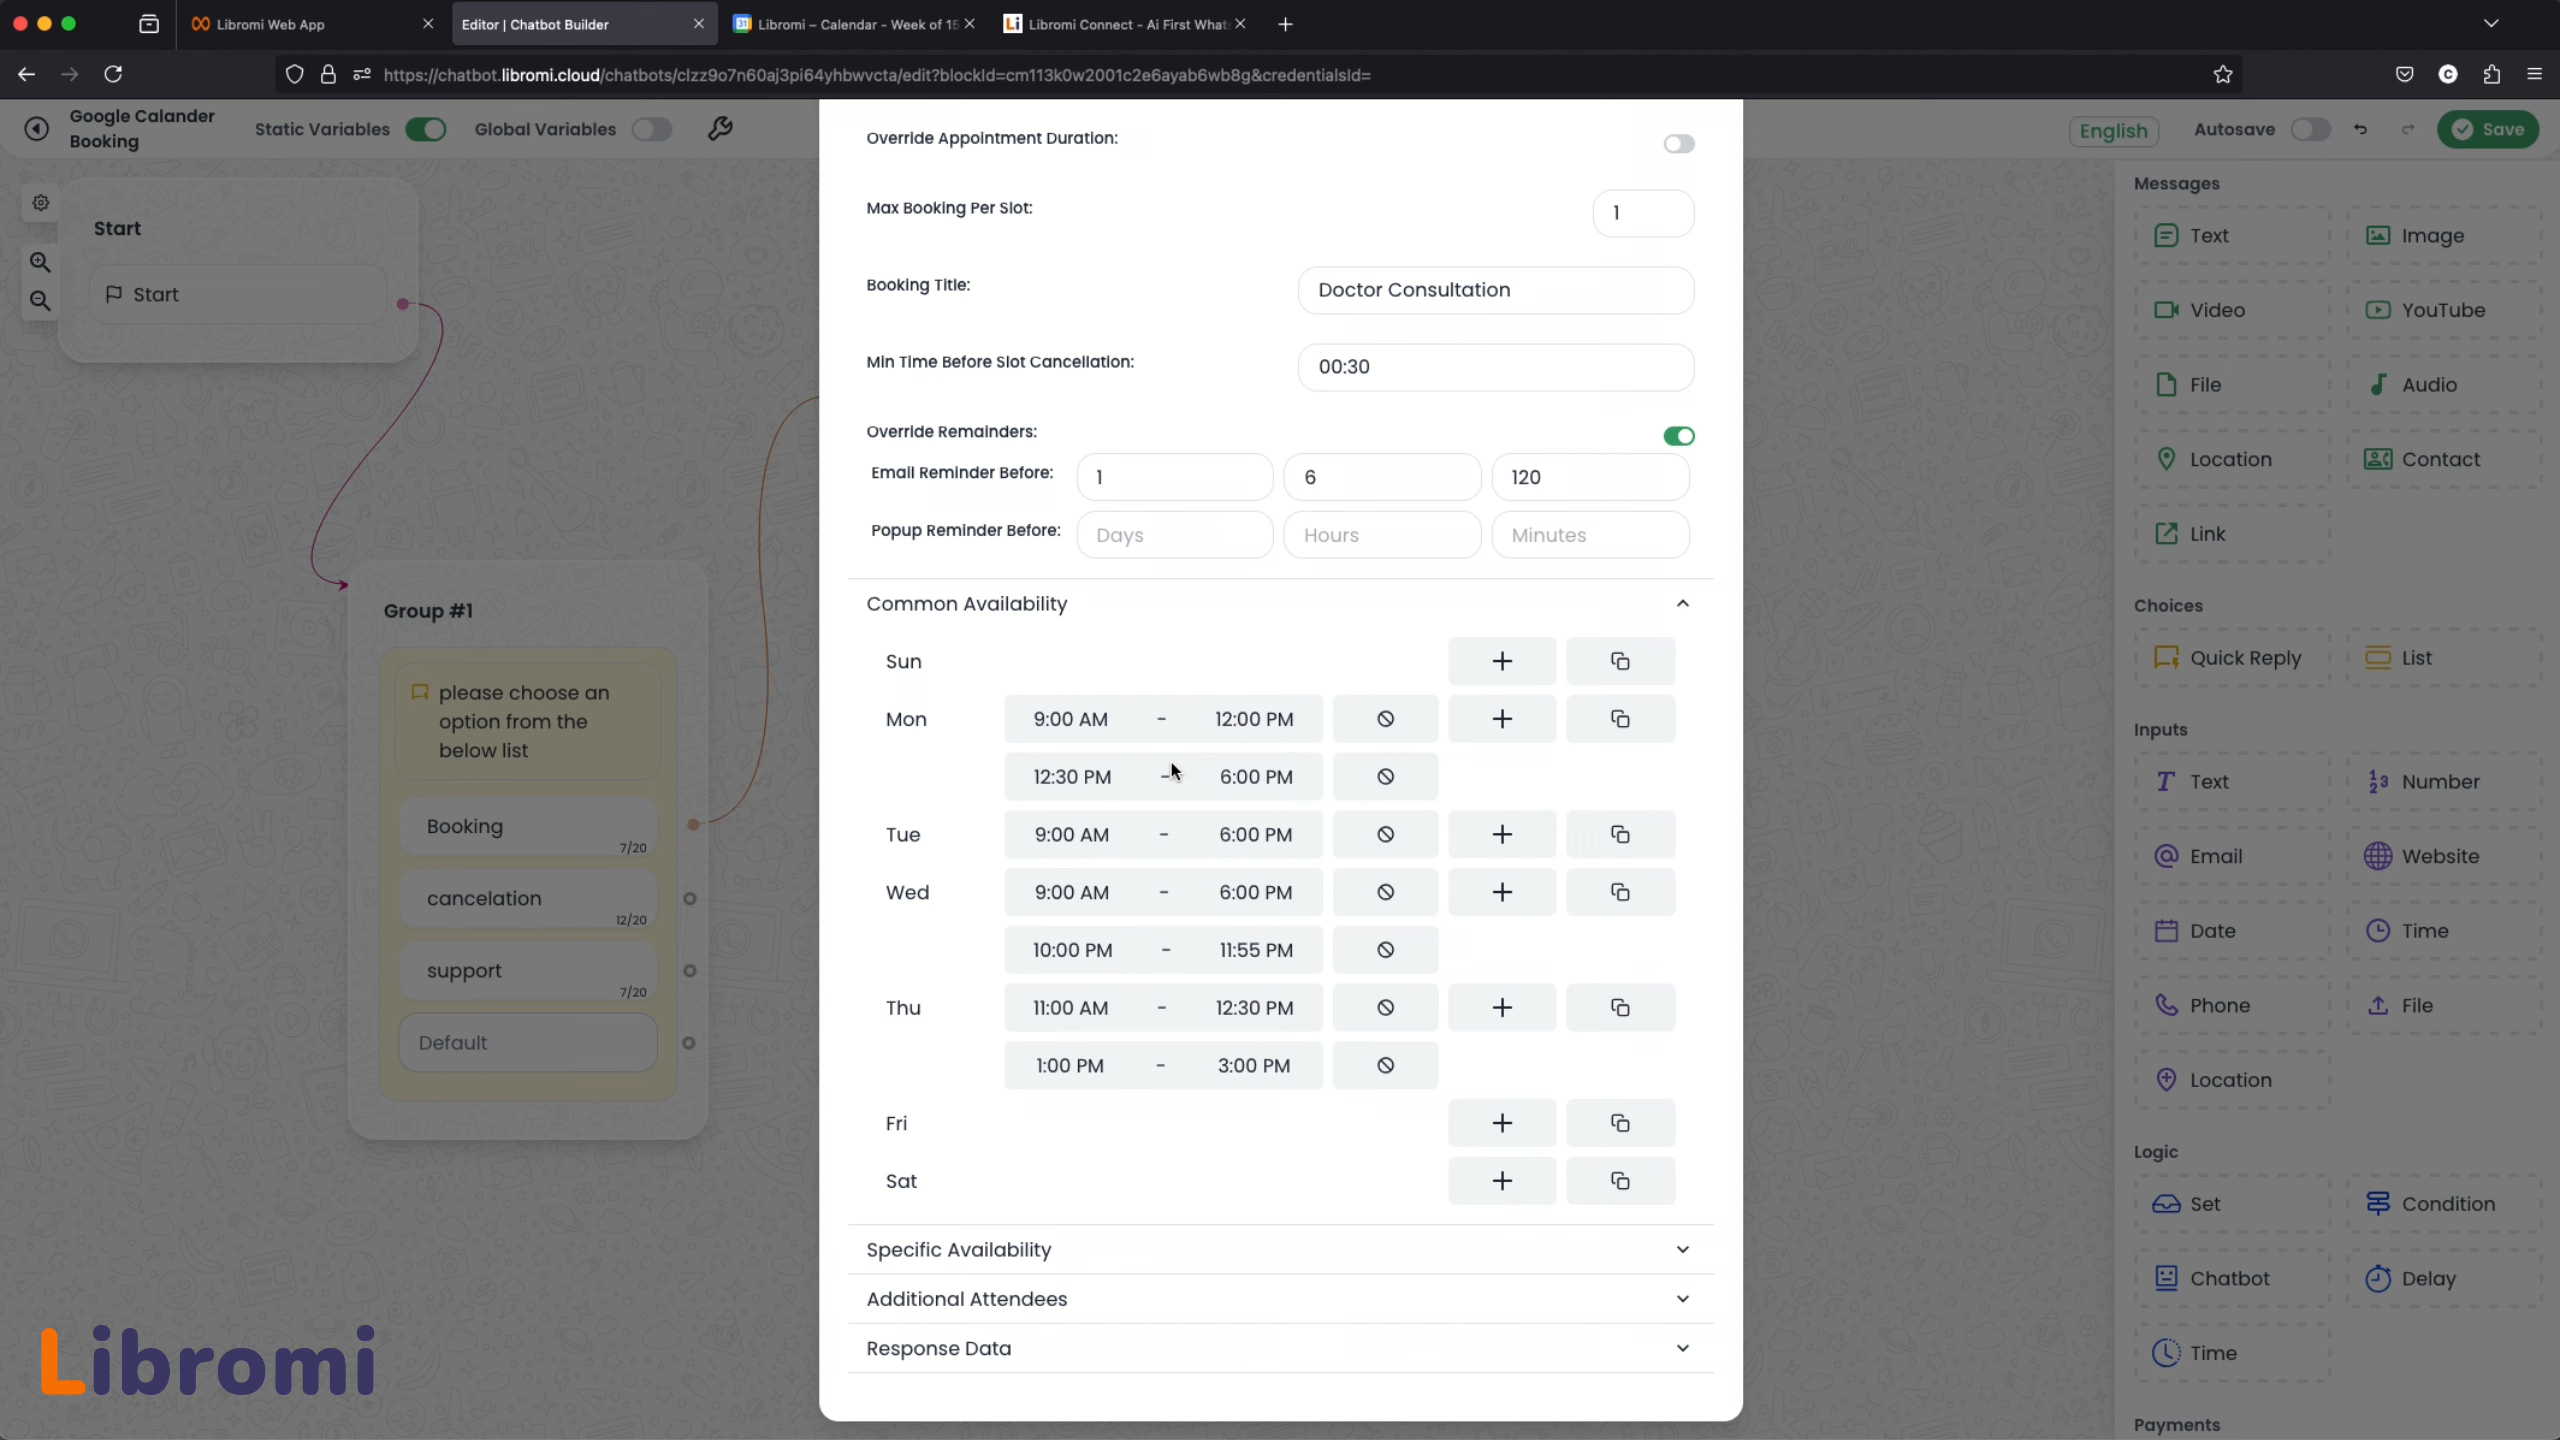 Libromi Web App
Editor | Chatbot Builder
Libromi – Calendar - Week of 15
Libromi Connect - Ai First What
https://chatbot.libromi.cloud/chatbots/clzz9o7n60aj3pi64yhbwvcta/edit?blockId=cm113k0w2001c2e6ayab6wb8g&credentialsId=
Google Calander
Booking
Static Variables
Global Variables
English
Autosave
Save
Start
Start
Group #1
please choose an
option from the
below list
Booking
7/20
cancelation
12/20
support
7/20
Default
Override Appointment Duration:
Max Booking Per Slot:
1
Booking Title:
Doctor Consultation
Min Time Before Slot Cancellation:
00:30
Override Remainders:
Email Reminder Before:
1
6
120
Popup Reminder Before:
Days
Hours
Minutes
Common Availability
Sun
Mon
9:00 AM - 12:00 PM
12:30 PM - 6:00 PM
Tue
9:00 AM - 6:00 PM
Wed
9:00 AM - 6:00 PM
10:00 PM - 11:55 PM
Thu
11:00 AM - 12:30 PM
1:00 PM - 3:00 PM
Fri
Sat
Specific Availability
Additional Attendees
Response Data
Messages
Text
Image
Video
YouTube
File
Audio
Location
Contact
Link
Choices
Quick Reply
List
Inputs
Text
Number
Email
Website
Date
Time
Phone
File
Location
Logic
Set
Condition
Chatbot
Delay
Time
Payments
Libromi